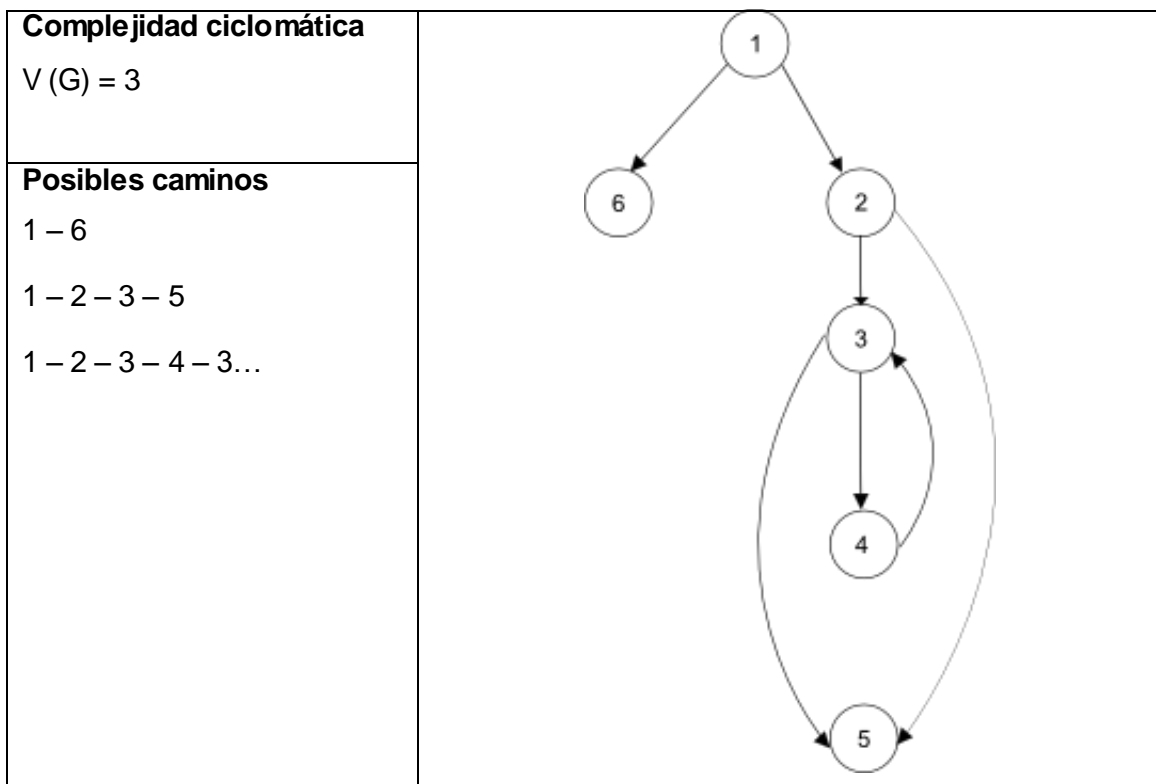 Complejidad ciclomática
V (G) = 3
Posibles caminos
1 – 6
1 – 2 – 3 – 5
1 – 2 – 3 – 4 – 3…
1
6
2
3
4
5